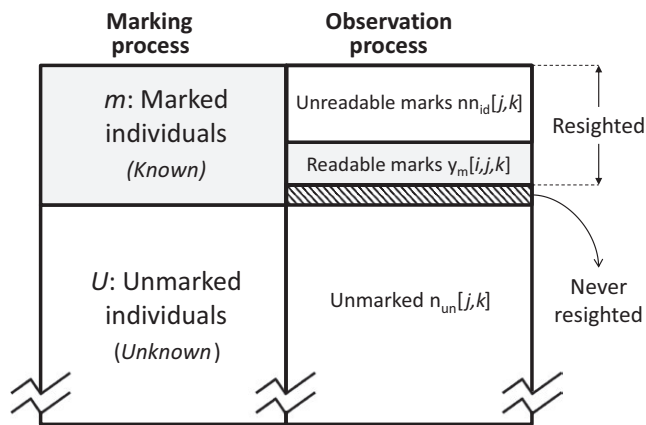 Marking
process
Observation
process
m: Marked
individuals
(Known)
Unreadable marks nn_id[j,k]
Readable marks y_m[i,j,k]
Resighted
U: Unmarked
individuals
(Unknown)
Unmarked n_un[j,k]
Never
resighted